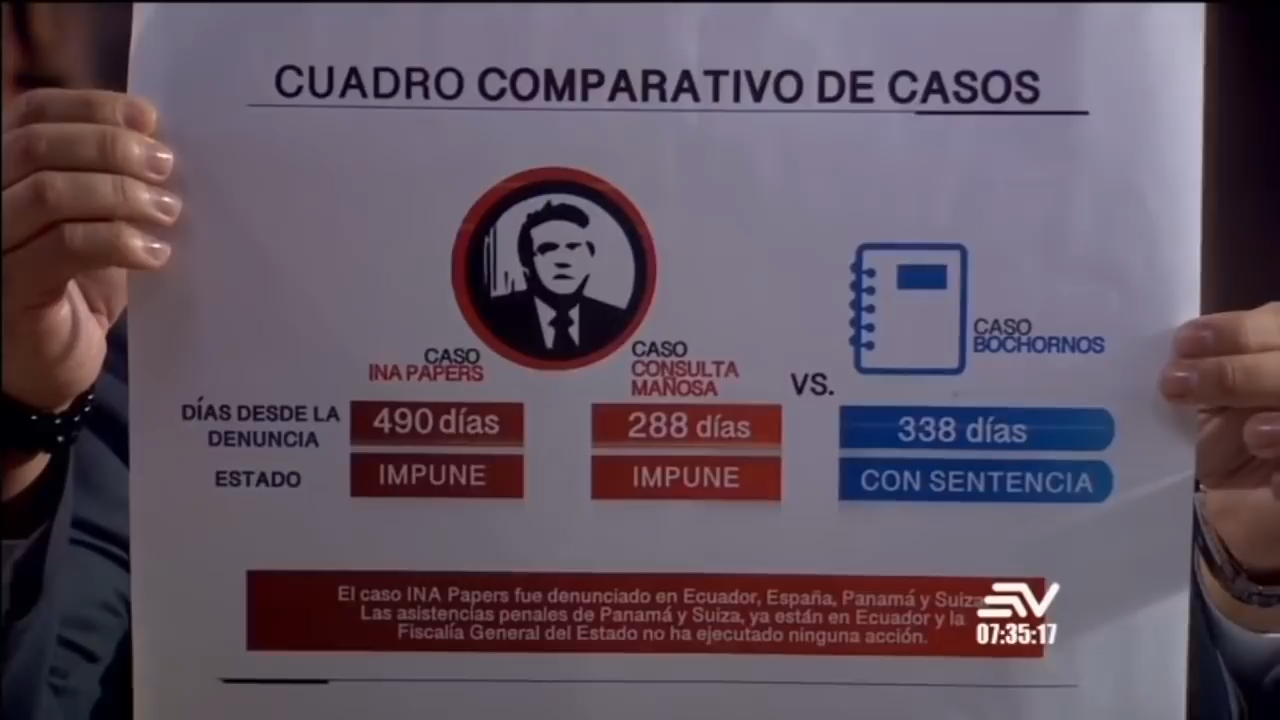 CUADRO COMPARATIVO DE CASOS
CASO
INA PAPERS
CASO
CONSULTA
MAÑOSA
VS.
CASO
BOCHORNOS
DÍAS DESDE LA
DENUNCIA
490 días
288 días
338 días
ESTADO
IMPUNE
IMPUNE
CON SENTENCIA
El caso INA Papers fue denunciado en Ecuador, España, Panamá y Suiza
Las asistencias penales de Panamá y Suiza, ya están en Ecuador y la
Fiscalía General del Estado no ha ejecutado ninguna acción.
07:35:17